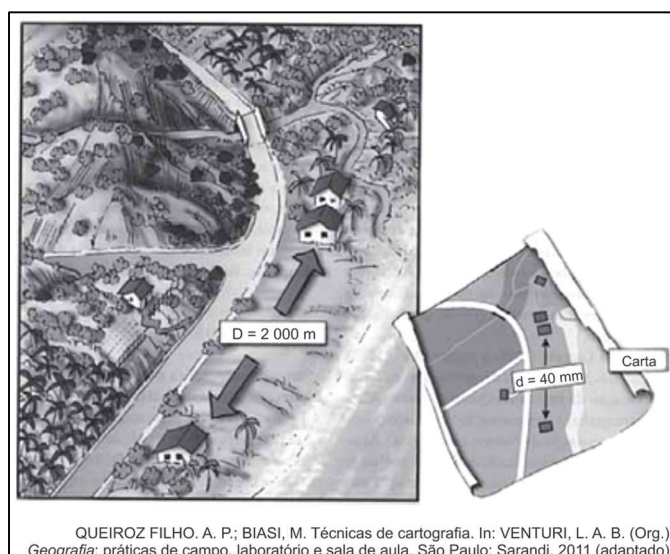 D = 2 000 m
Carta
d = 40 mm
QUEIROZ FILHO. A. P.; BIASI, M. Técnicas de cartografia. In: VENTURI, L. A. B. (Org.)
Geografia: práticas de campo, laboratório e sala de aula. São Paulo: Sarandi, 2011 (adaptado)